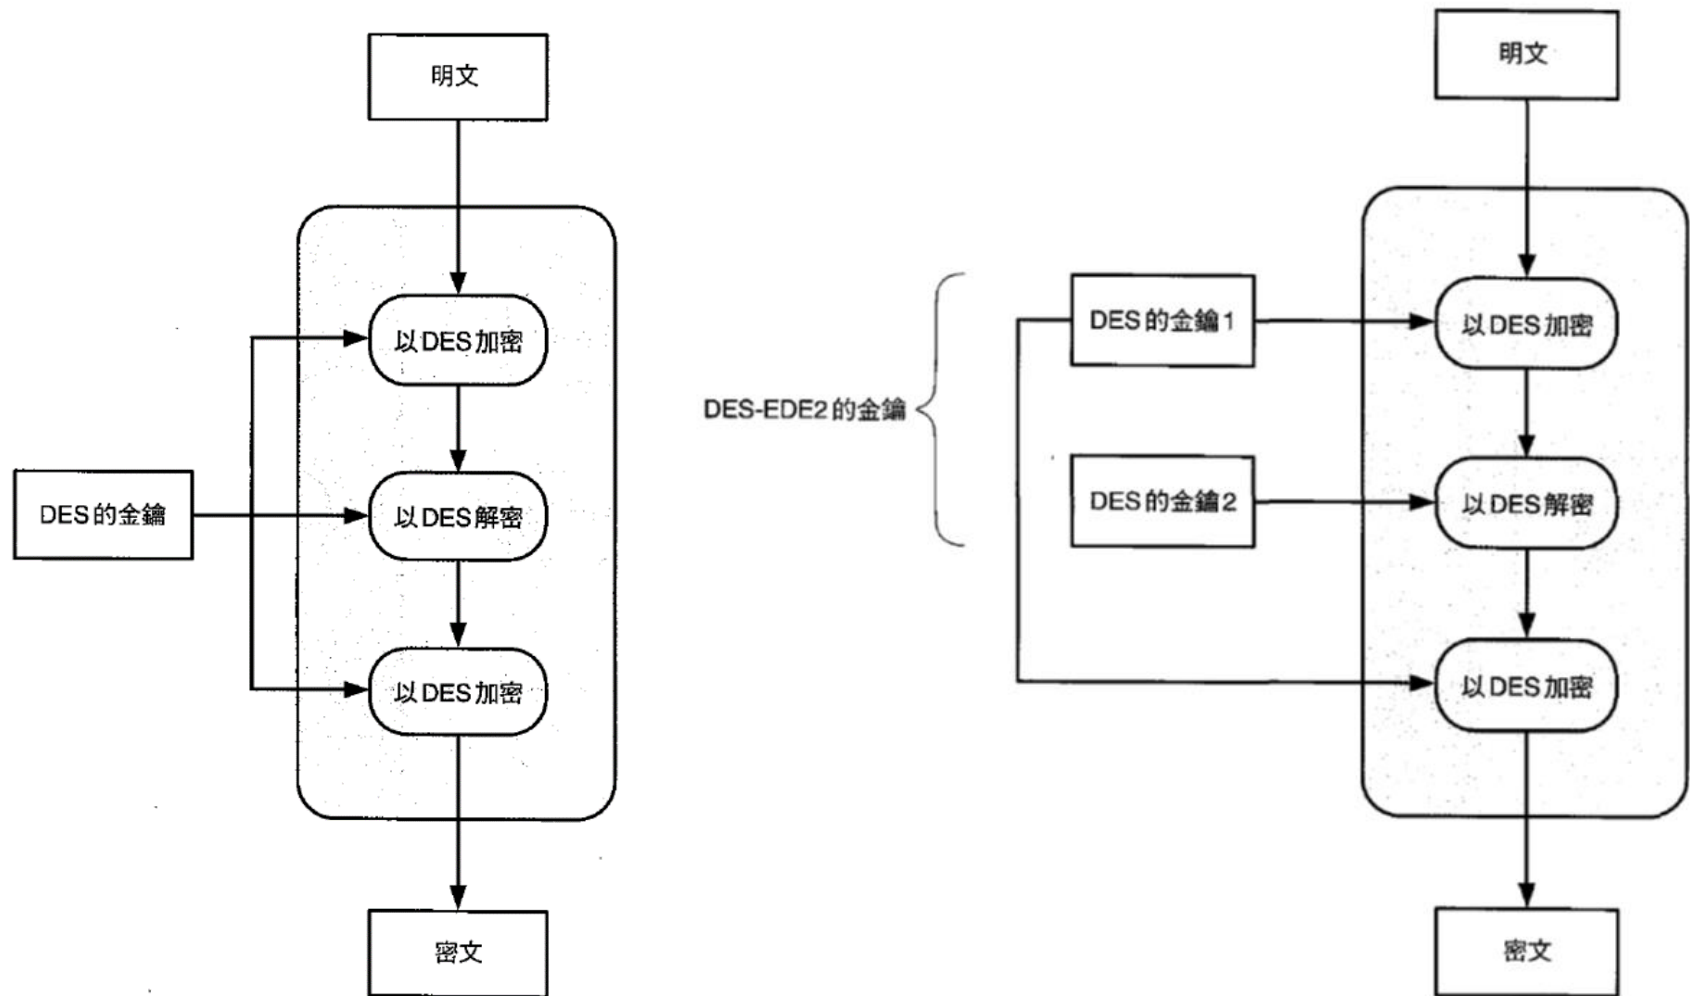 明文
以DES加密
DES的金鑰
以DES解密
以DES加密
密文
明文
DES的金鑰1
以DES加密
DES-EDE2的金鑰
DES的金鑰2
以DES解密
以DES加密
密文